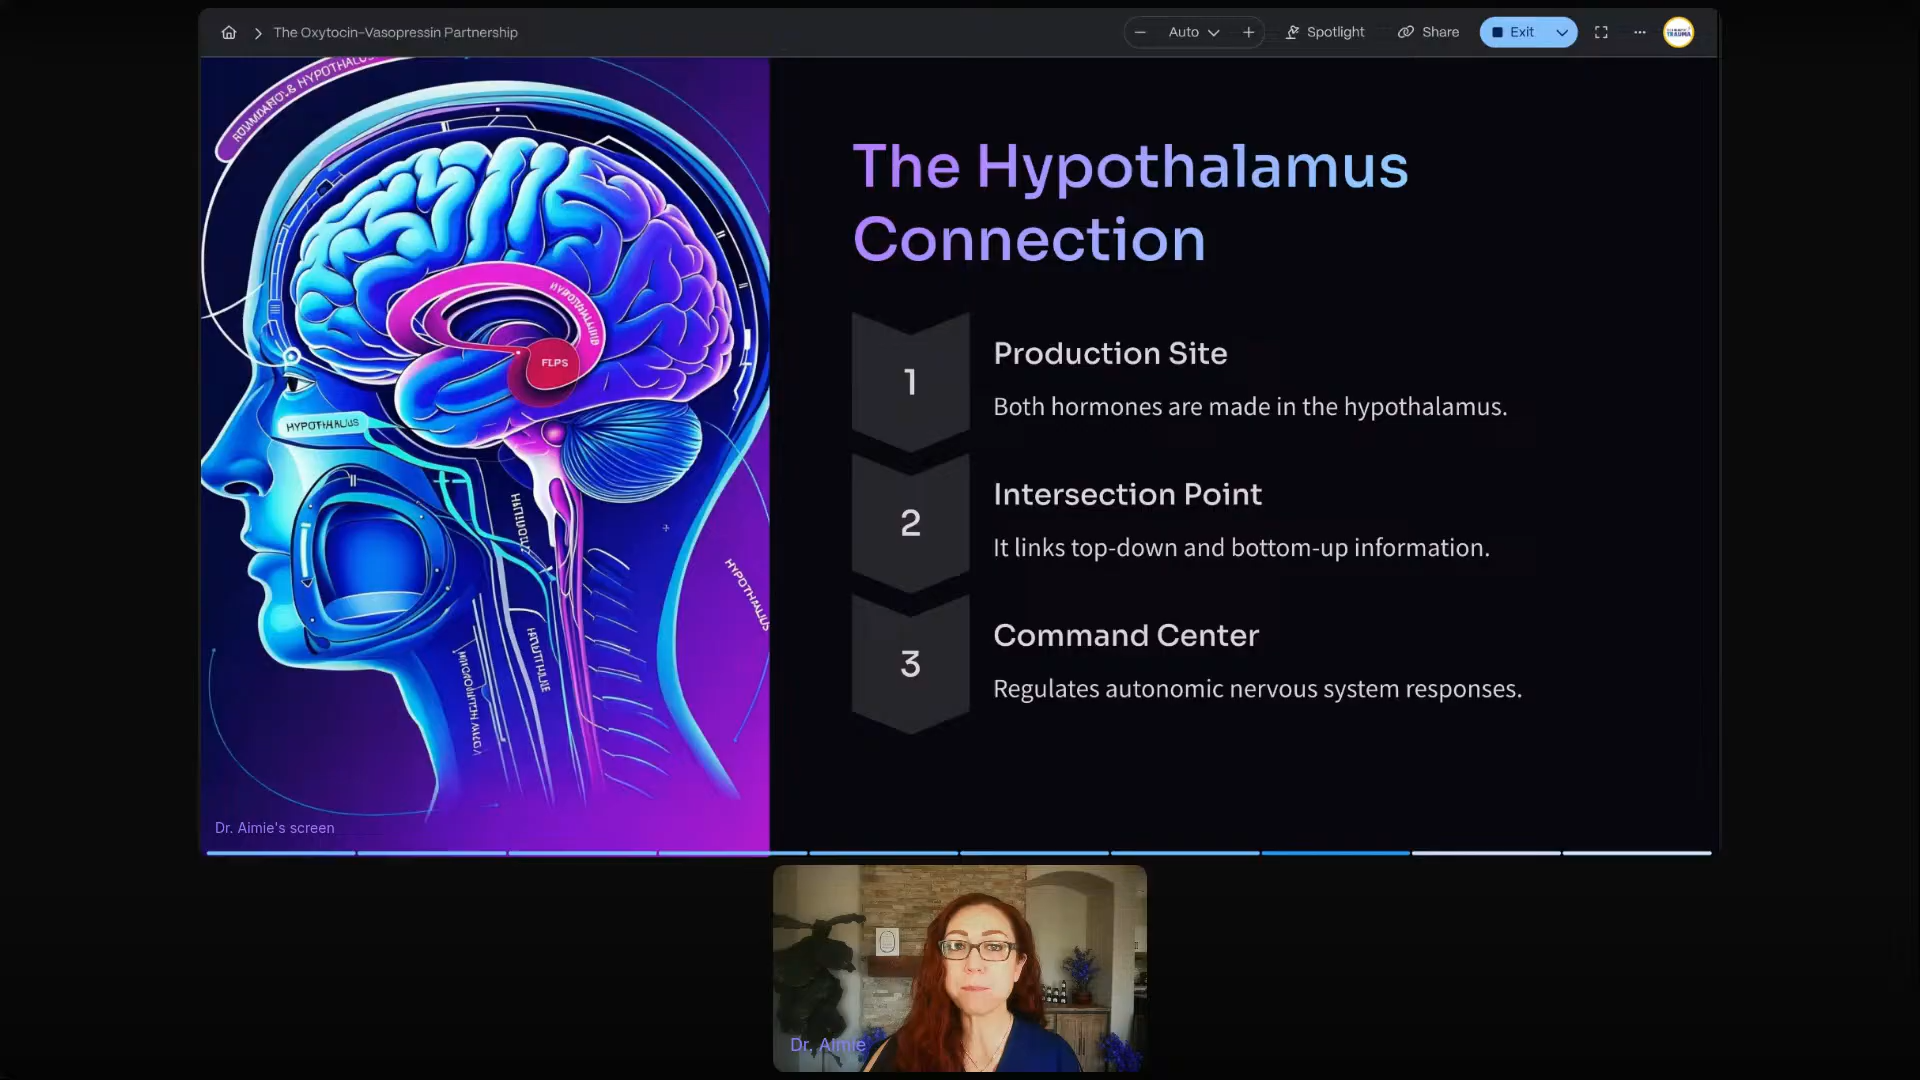 The Oxytocin–Vasopressin Partnership
Auto
Spotlight
Share
Exit
TRAUMA
The Hypothalamus
Connection
1
Production Site
Both hormones are made in the hypothalamus.
2
Intersection Point
It links top-down and bottom-up information.
3
Command Center
Regulates autonomic nervous system responses.
FLPS
Dr. Aimie's screen
Dr. Aimie